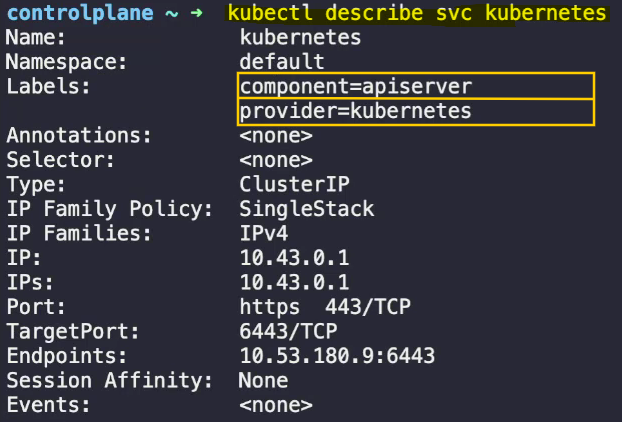 controlplane ~ ➜ kubectl describe svc kubernetes
Name: kubernetes
Namespace: default
Labels: component=apiserver
provider=kubernetes
Annotations: <none>
Selector: <none>
Type: ClusterIP
IP Family Policy: SingleStack
IP Families: IPv4
IP: 10.43.0.1
IPs: 10.43.0.1
Port: https 443/TCP
TargetPort: 6443/TCP
Endpoints: 10.53.180.9:6443
Session Affinity: None
Events: <none>